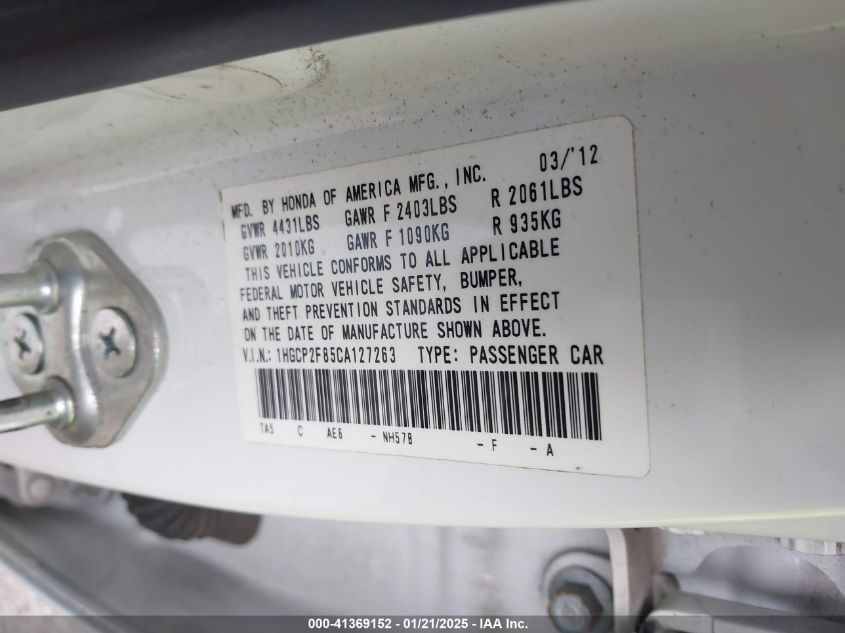 03/'12
MFD. BY HONDA OF AMERICA MFG., INC.
GVWR 4431LBS GAWR F 2403LBS R 2061LBS
GVWR 2010KG GAWR F 1090KG R 935KG
THIS VEHICLE CONFORMS TO ALL APPLICABLE
FEDERAL MOTOR VEHICLE SAFETY, BUMPER,
AND THEFT PREVENTION STANDARDS IN EFFECT
ON THE DATE OF MANUFACTURE SHOWN ABOVE.
V.I.N.: 1HGCP2F85CA127263 TYPE: PASSENGER CAR
TA5 C AE6 - NH578 - F - A
000-41369152 - 01/21/2025 - IAA Inc.